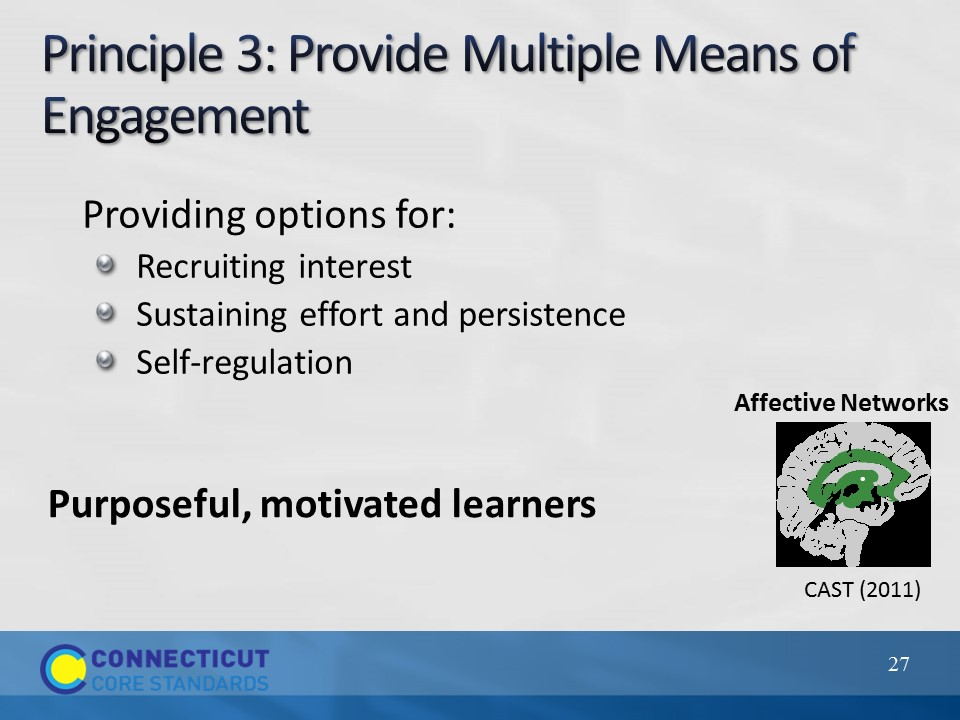 Principle 3: Provide Multiple Means of
Engagement
Providing options for:
Recruiting interest
Sustaining effort and persistence
Self-regulation
Affective Networks
Purposeful, motivated learners
CAST (2011)
CONNECTICUT
CORE STANDARDS
27